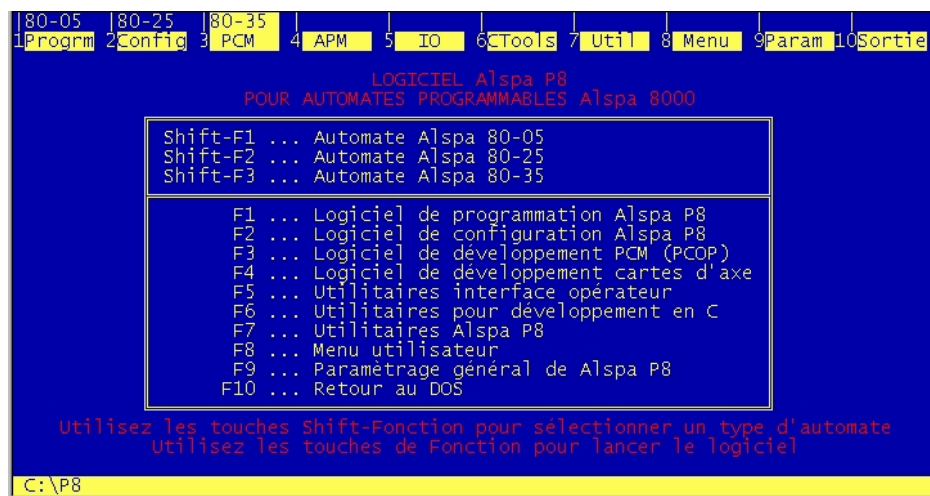 |80-05 |80-25 |80-35 | | | | | | |
1Progrm 2Config 3 PCM 4 APM 5 IO 6CTools 7 Util 8 Menu 9Param 10Sortie
LOGICIEL Alspa P8
POUR AUTOMATES PROGRAMMABLES Alspa 8000
Shift-F1 ... Automate Alspa 80-05
Shift-F2 ... Automate Alspa 80-25
Shift-F3 ... Automate Alspa 80-35
F1 ... Logiciel de programmation Alspa P8
F2 ... Logiciel de configuration Alspa P8
F3 ... Logiciel de développement PCM (PCOP)
F4 ... Logiciel de développement cartes d'axe
F5 ... Utilitaires interface opérateur
F6 ... Utilitaires pour développement en C
F7 ... Utilitaires Alspa P8
F8 ... Menu utilisateur
F9 ... Paramètrage général de Alspa P8
F10 ... Retour au DOS
Utilisez les touches Shift-Fonction pour sélectionner un type d'automate
Utilisez les touches de Fonction pour lancer le logiciel
C:\P8